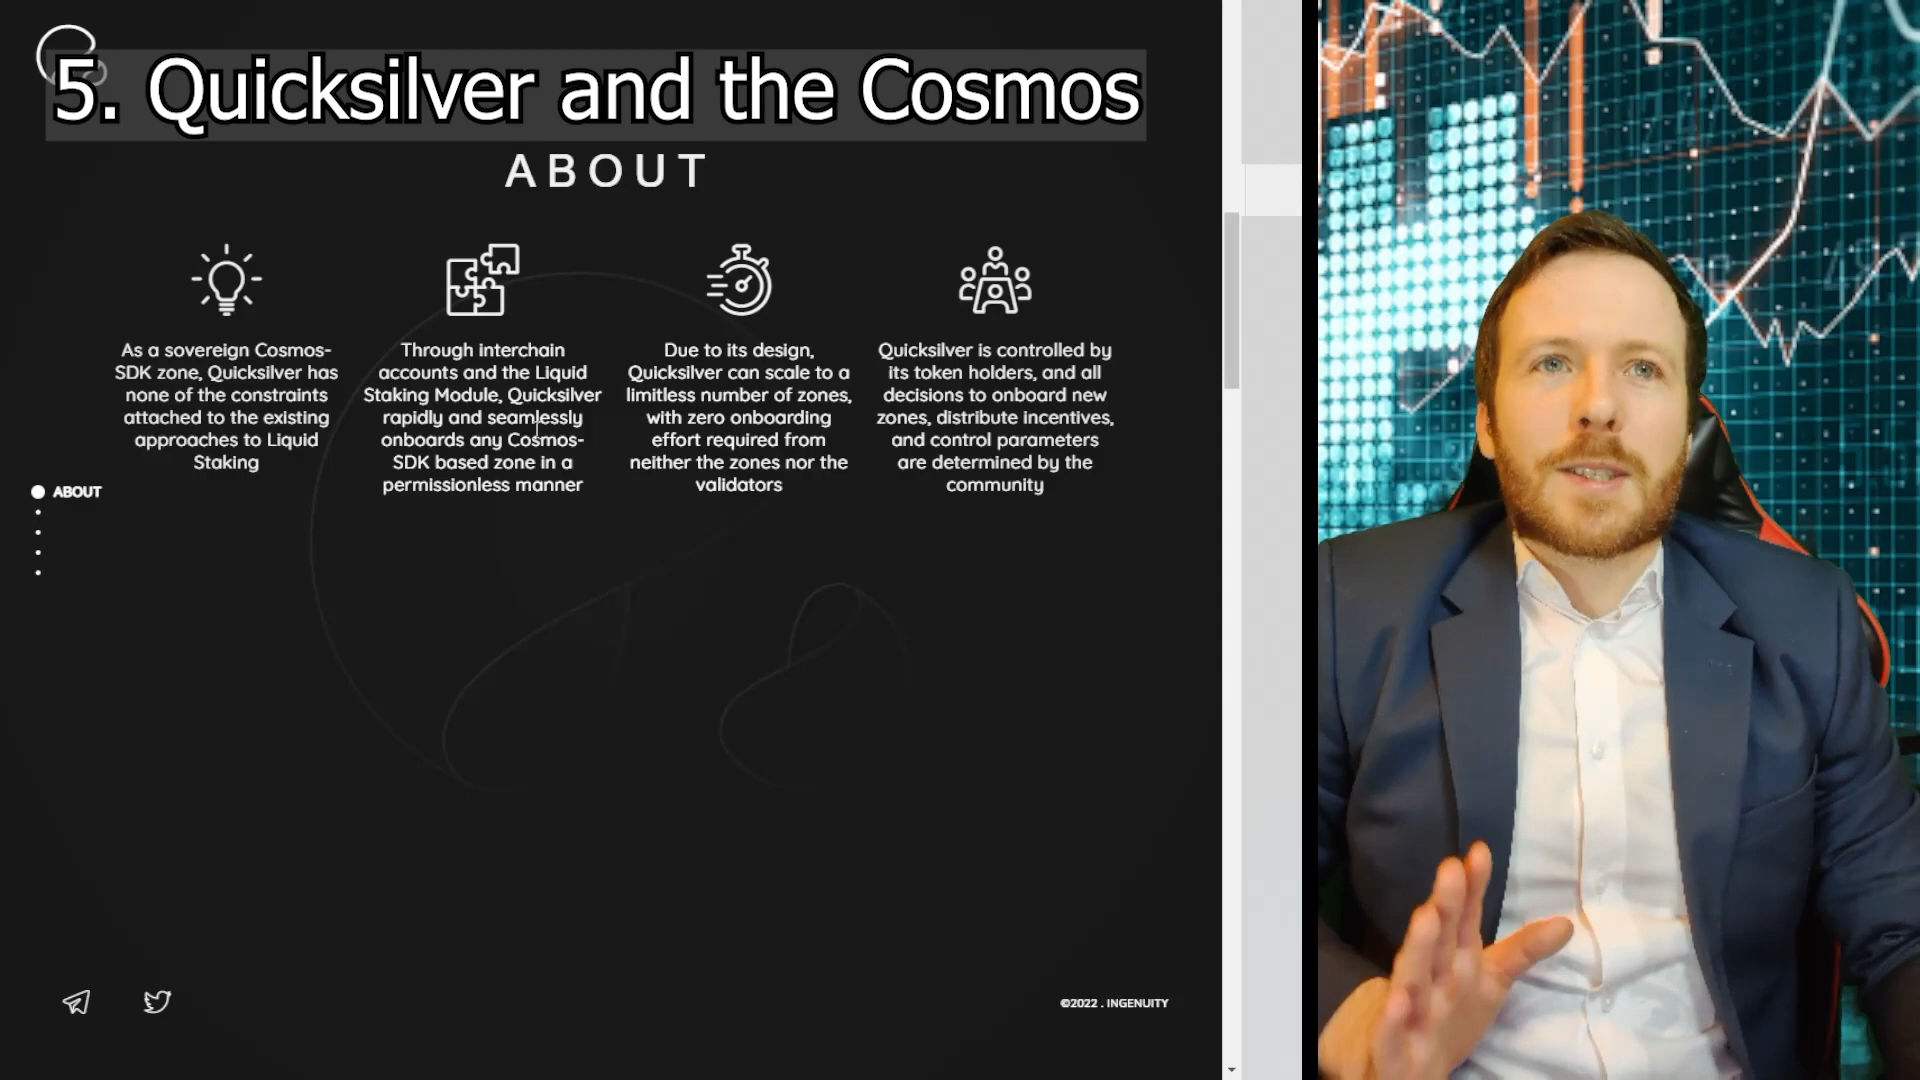 5. Quicksilver and the Cosmos
ABOUT
As a sovereign Cosmos-
SDK zone, Quicksilver has
none of the constraints
attached to the existing
approaches to Liquid
Staking
Through interchain
accounts and the Liquid
Staking Module, Quicksilver
rapidly and seamlessly
onboards any Cosmos-
SDK based zone in a
permissionless manner
Due to its design,
Quicksilver can scale to a
limitless number of zones,
with zero onboarding
effort required from
neither the zones nor the
validators
Quicksilver is controlled by
its token holders, and all
decisions to onboard new
zones, distribute incentives,
and control parameters
are determined by the
community
ABOUT
©2022 . INGENUITY